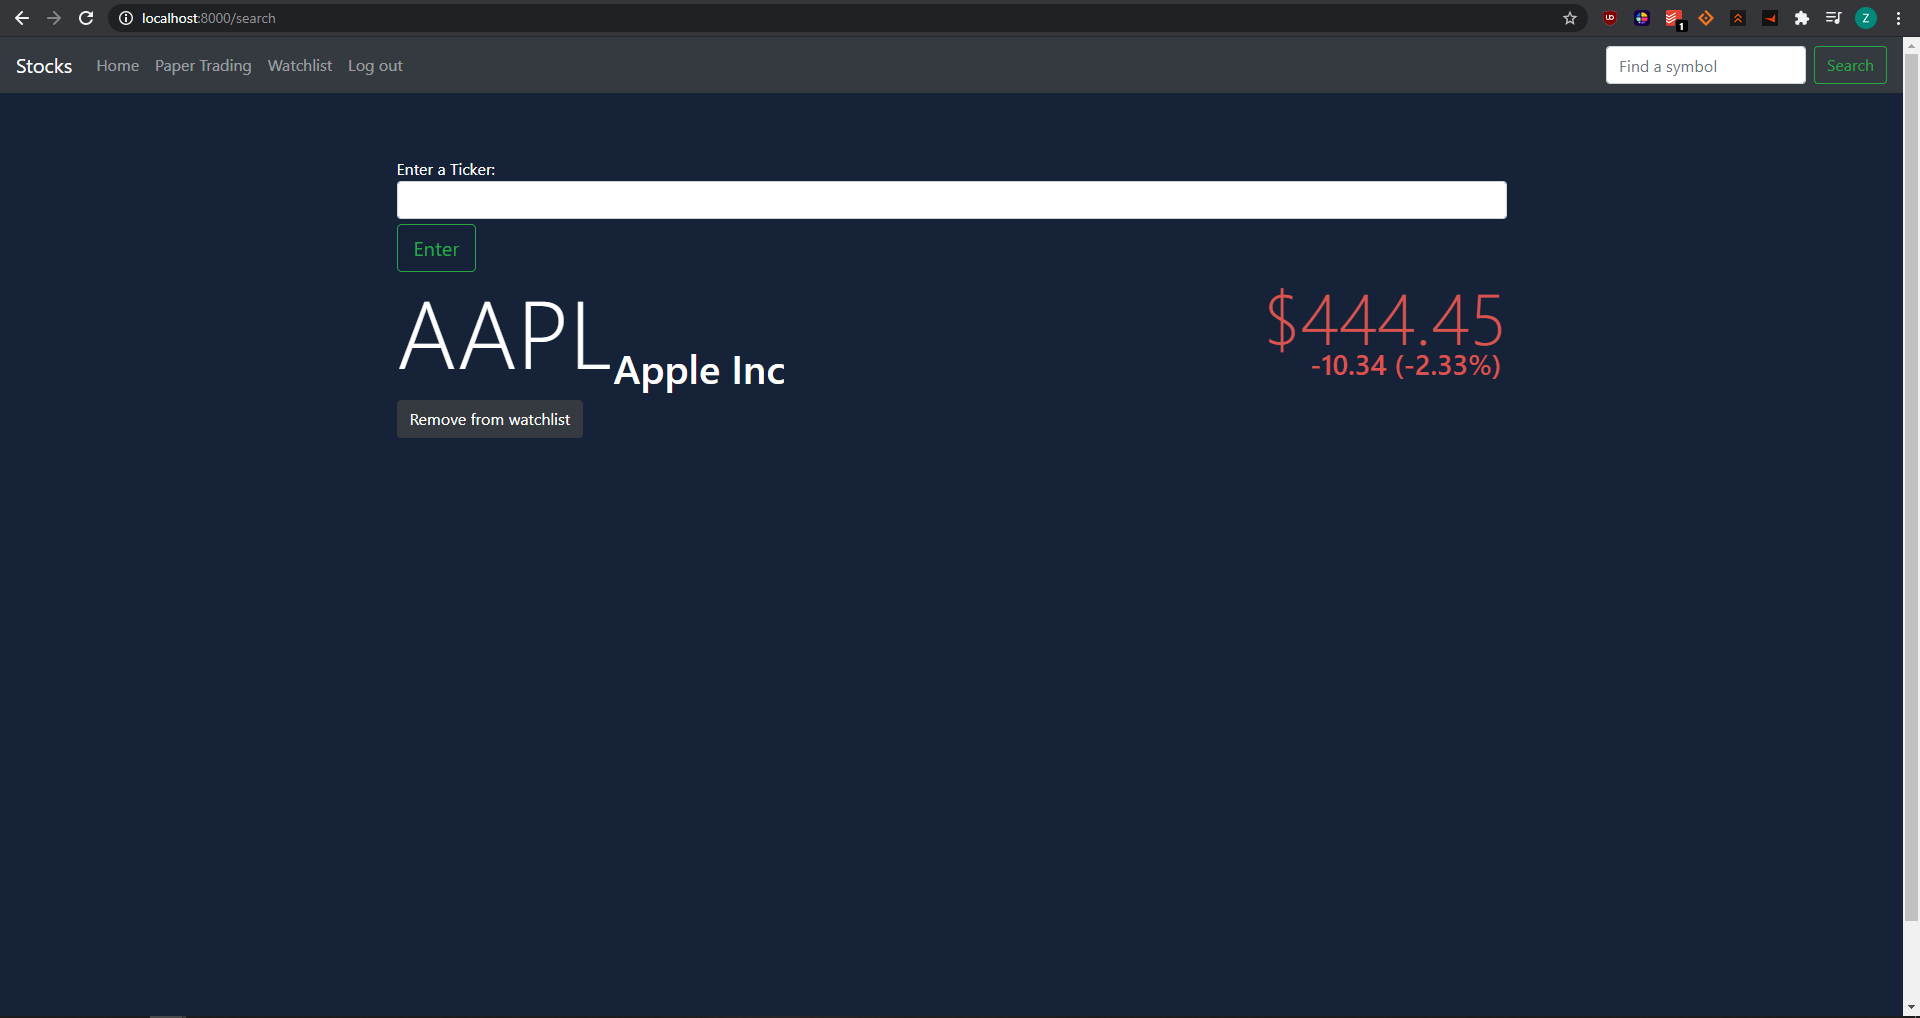 localhost:8000/search
1
Z
Stocks Home Paper Trading Watchlist Log out Find a symbol Search
Enter a Ticker:
Enter
AAPL Apple Inc
$444.45
-10.34 (-2.33%)
Remove from watchlist